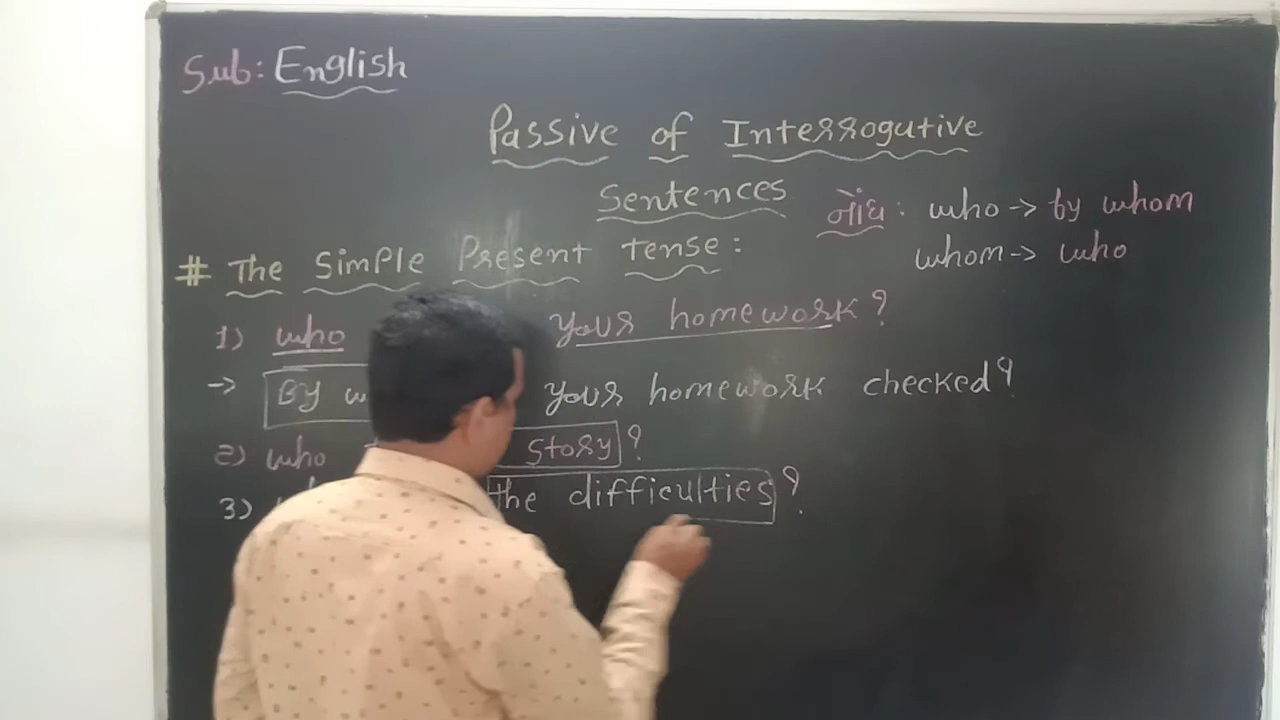 Sub: English
Passive of Interrogutive
Sentences
નોંધ: who -> by whom
whom -> who
# The Simple Present tense:
1) who your homework?
-> By your homework checked?
2) who story?
3) the difficulties?